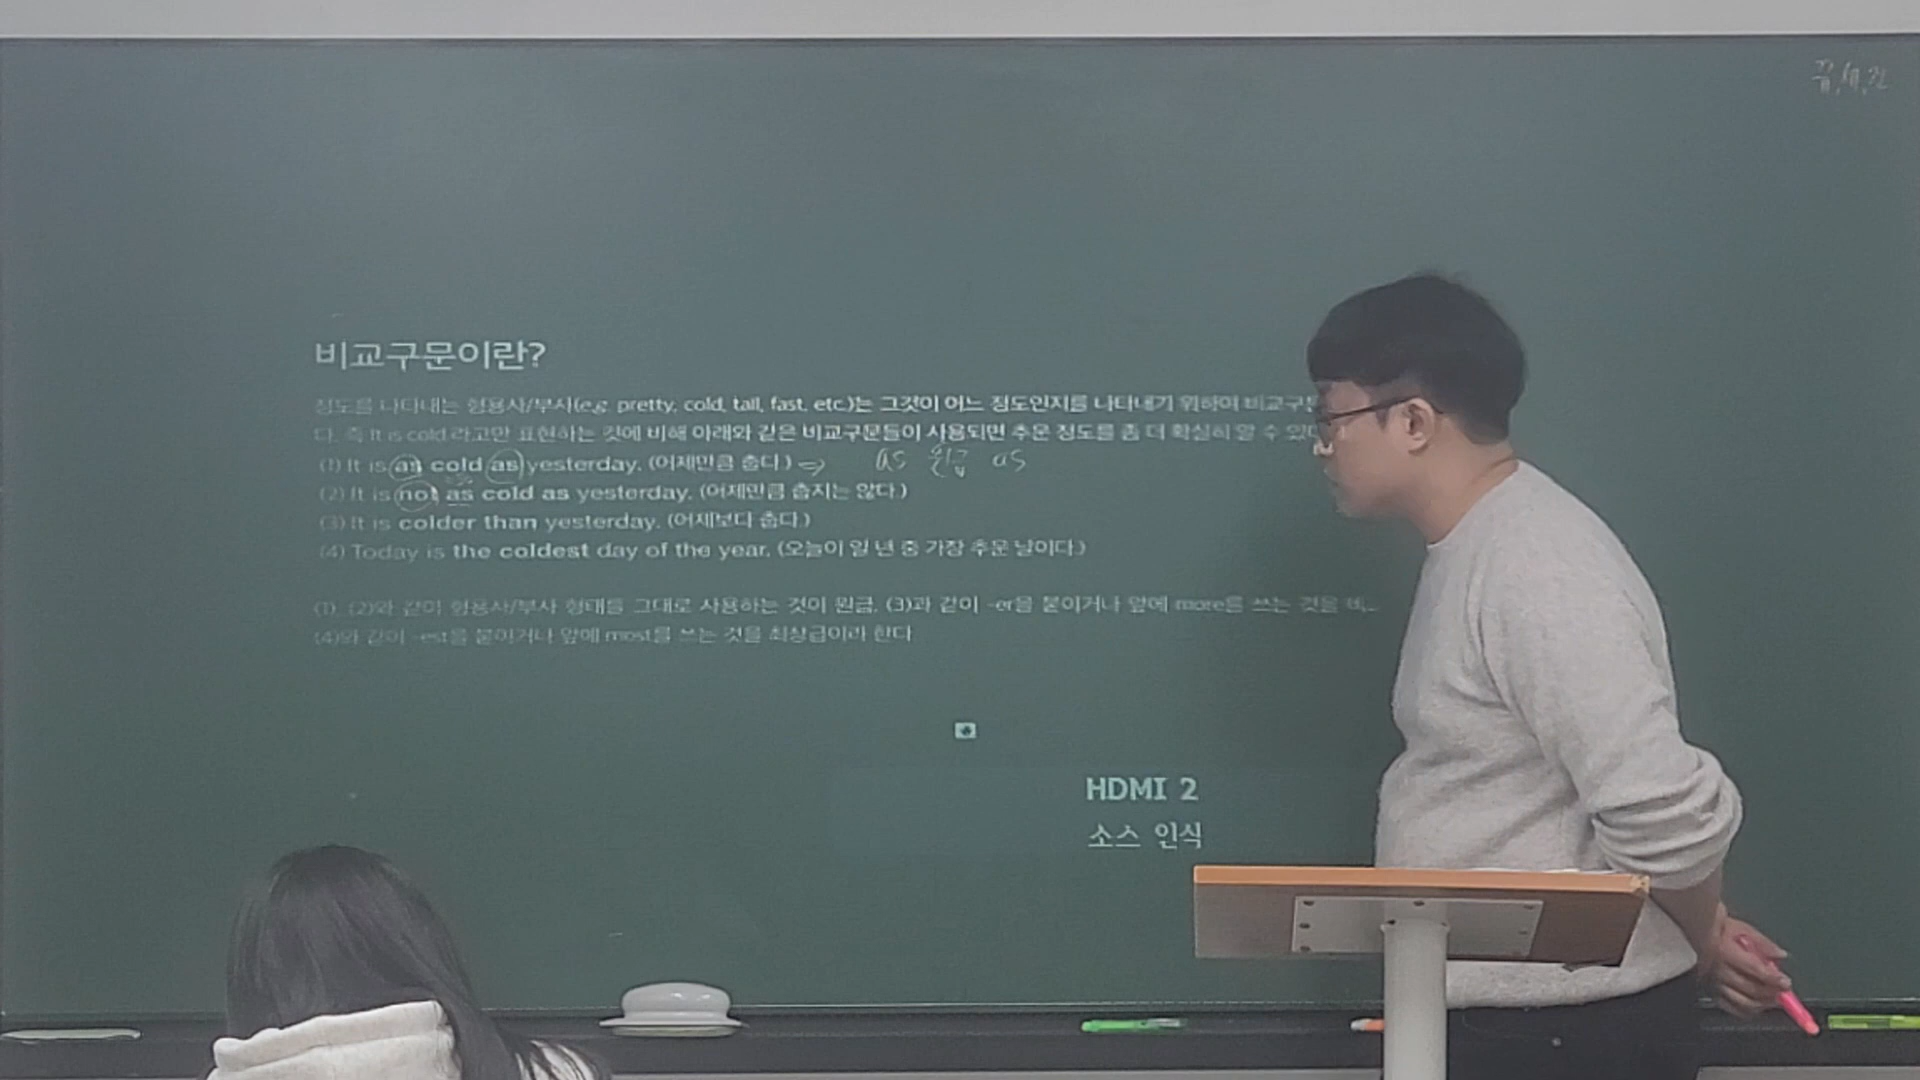 비교구문이란?
정도를 나타내는 형용사/부사(e.g. pretty, cold, tall, fast, etc.)는 그것이 어느 정도인지를 나타내기 위하여 비교구문
다. 즉 It is cold 라고만 표현하는 것에 비해 아래와 같은 비교구문들이 사용되면 추운 정도를 좀 더 확실히 알 수 있다
(1) It is as cold as yesterday. (어제만큼 춥다.) ⇒ as 원급 as
(2) It is not as cold as yesterday. (어제만큼 춥지는 않다.)
(3) It is colder than yesterday. (어제보다 춥다.)
(4) Today is the coldest day of the year. (오늘이 일 년 중 가장 추운 날이다.)
(1), (2)와 같이 형용사/부사 형태를 그대로 사용하는 것이 원급, (3)과 같이 -er을 붙이거나 앞에 more를 쓰는 것을
(4)와 같이 -est를 붙이거나 앞에 most를 쓰는 것을 최상급이라 한다
HDMI 2
소스 인식